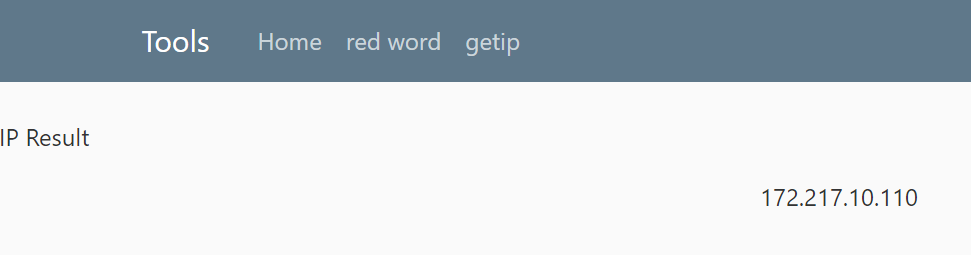 Tools Home red word getip
IP Result
172.217.10.110